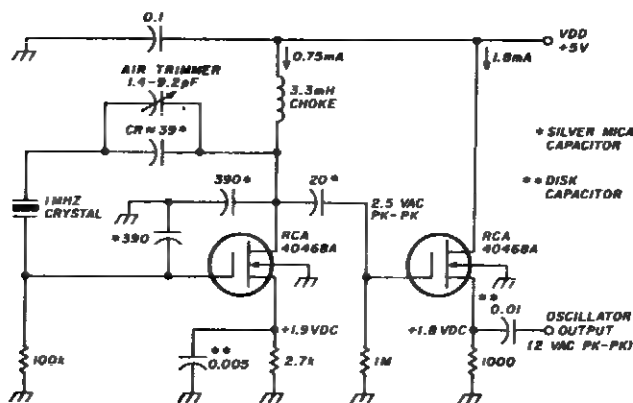 0.1
VDD
+5V
0.75mA
1.8mA
AIR TRIMMER
1.4-9.2pF
3.3mH
CHOKE
CR≈39*
* SILVER MICA
CAPACITOR
** DISK
CAPACITOR
390*
20*
2.5 VAC
PK-PK
1MHZ
CRYSTAL
*390
RCA
40468A
RCA
40468A
**
0.01
OSCILLATOR
OUTPUT
(2 VAC PK-PK)
+1.9VDC
+1.8VDC
100k
**
0.005
2.7k
1M
1000